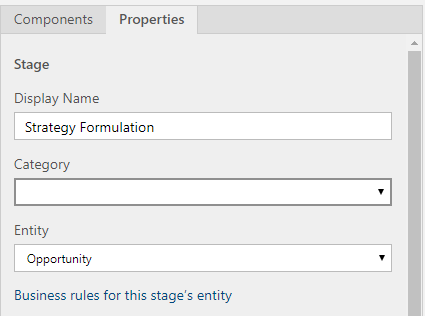 Components Properties
Stage
Display Name
Strategy Formulation
Category
Entity
Opportunity
Business rules for this stage's entity